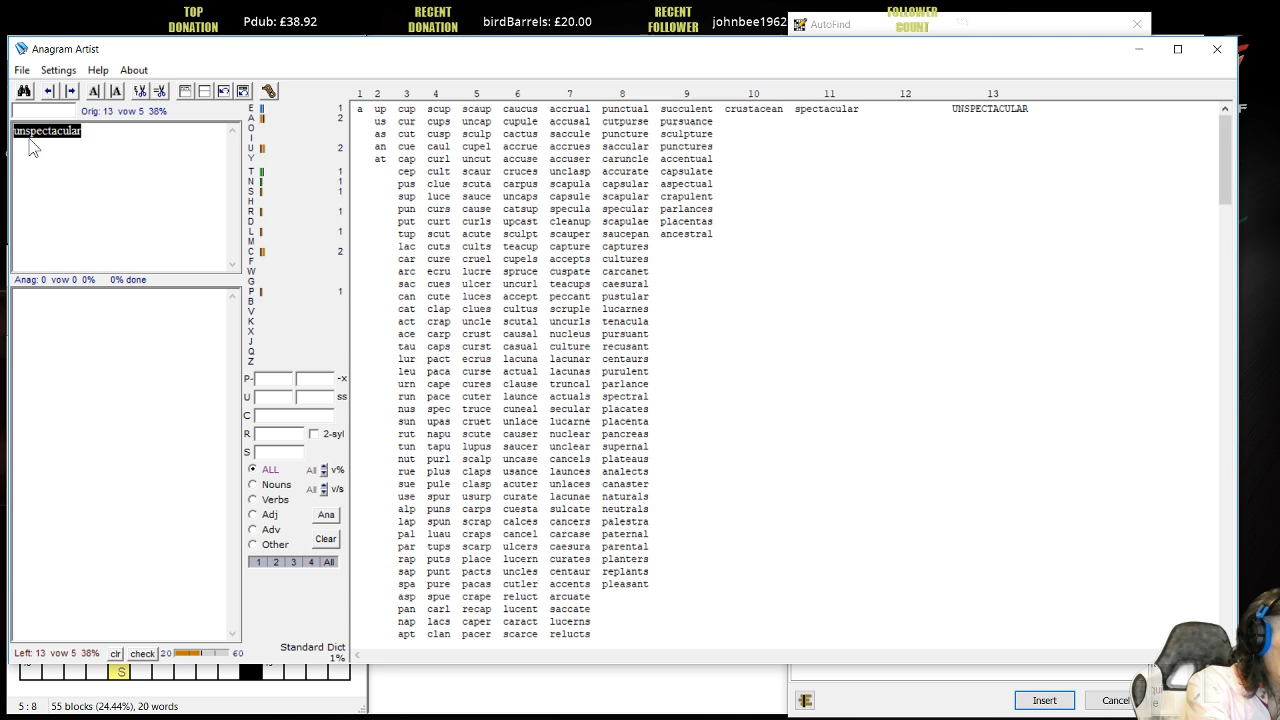 TOP DONATION
Pdub: £38.92
RECENT DONATION
birdBarrels: £20.00
RECENT FOLLOWER
johnbee1962
FOLLOWER COUNT
AutoFind
Anagram Artist
File Settings Help About
Orig: 13 vow 5 38%
unspectacular
Anag: 0 vow 0 0% 0% done
E 1
A 2
O
I
U 2
Y
T 1
N 1
S 1
H
R 1
D
L 1
M
C 2
F
W
G
P 1
B
V
K
X
J
Q
Z
P- -x
U ss
C
R 2-syl
S
ALL All v%
Nouns All v/s
Verbs
Adj Ana
Adv
Other Clear
1 2 3 4 All
Standard Dict
1%
Left: 13 vow 5 38% clr check 20 60
1 2 3 4 5 6 7 8 9 10 11 12 13
a up cup scup scaup caucus accrual punctual succulent crustacean spectacular UNSPECTACULAR
us cur cups uncap cupule accusal cutpurse pursuance
as cut cusp sculp cactus saccule puncture sculpture
an cue caul cupel accrue accrues saccular punctures
at cap curl uncut accuse accuser caruncle accentual
cep cult scaur cruces unclasp accurate capsulate
pus clue scuta carpus scapula capsular aspectual
sup luce sauce uncaps capsule scapular crapulent
pun curs cause catsup specula specular parlances
put curt curls upcast cleanup scapulae placentas
tup scut acute sculpt scauper saucepan ancestral
lac cuts cults teacup capture captures
car cure cruel cupels accepts cultures
arc ecru lucre spruce cuspate carcanet
sac cues ulcer uncurl teacups caesural
can cute luces accept peccant pustular
cat clap clues cultus scruple lucarnes
act crap uncle scutal uncurls tenacula
ace carp crust causal nucleus pursuant
tau caps curst casual culture recusant
lur pact ecrus lacuna lacunar centaurs
leu paca curse actual lacunas purulent
urn cape cures clause truncal parlance
run pace cuter launce actuals spectral
nus spec truce cuneal secular placates
sun upas cruet unlace lucarne placenta
rut napu scute causer nuclear pancreas
tun tapu lupus saucer unclear supernal
nut purl scalp uncase cancels plateaus
rue plus claps usance launces analects
sue pule clasp acuter unlaces canaster
use spur usurp curate lacunae naturals
alp puns carps cuesta sulcate neutrals
lap spun scrap calces cancers palestra
pal luau craps cancel carcase paternal
par tups scarp ulcers caesura parental
rap puts place lucern curates planters
sap punt pacts uncles centaur replants
spa pure pacas cutler accents pleasant
asp spue crape reluct arcuate
pan carl recap lucent saccate
nap lacs caper caract lucerns
apt clan pacer scarce relucts
S
5 : 8 55 blocks (24.44%), 20 words
Insert Cancel